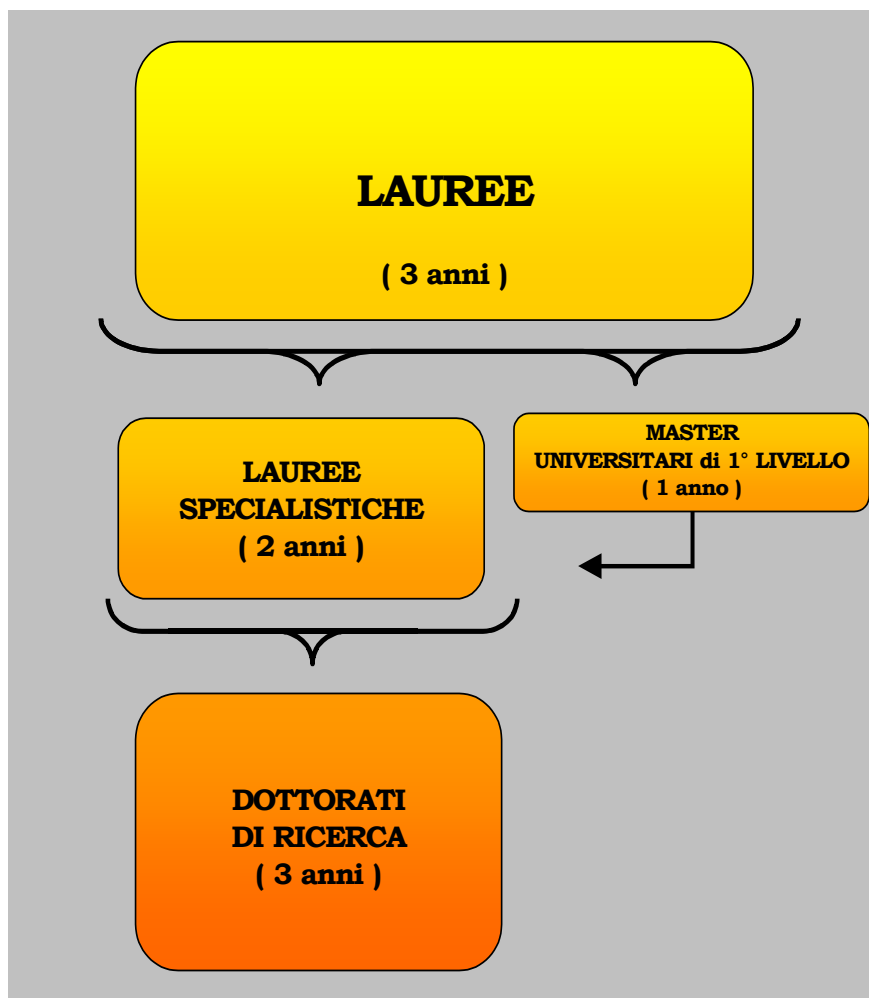 LAUREE
( 3 anni )
LAUREE
SPECIALISTICHE
( 2 anni )
MASTER
UNIVERSITARI di 1° LIVELLO
( 1 anno )
DOTTORATI
DI RICERCA
( 3 anni )